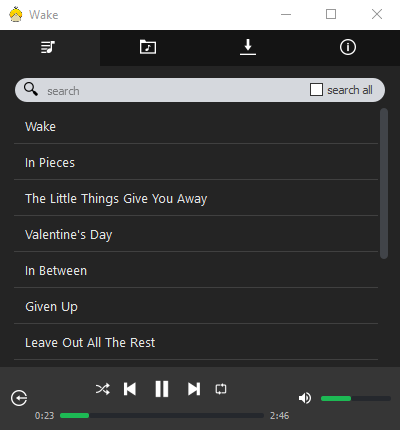 Wake
search
search all
Wake
In Pieces
The Little Things Give You Away
Valentine's Day
In Between
Given Up
Leave Out All The Rest
0:23
2:46